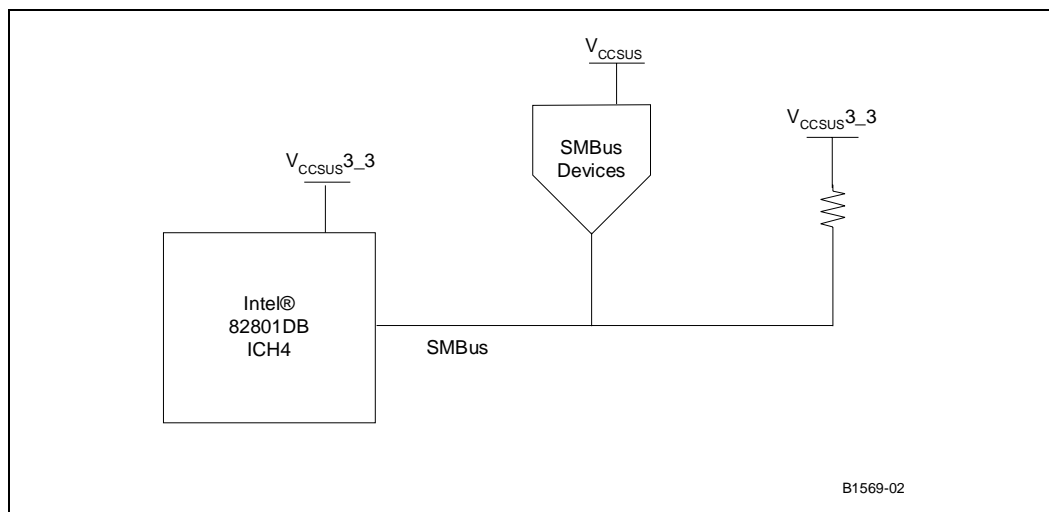 V_CCSUS
V_CCSUS3_3
SMBus
Devices
V_CCSUS3_3
Intel®
82801DB
ICH4
SMBus
B1569-02